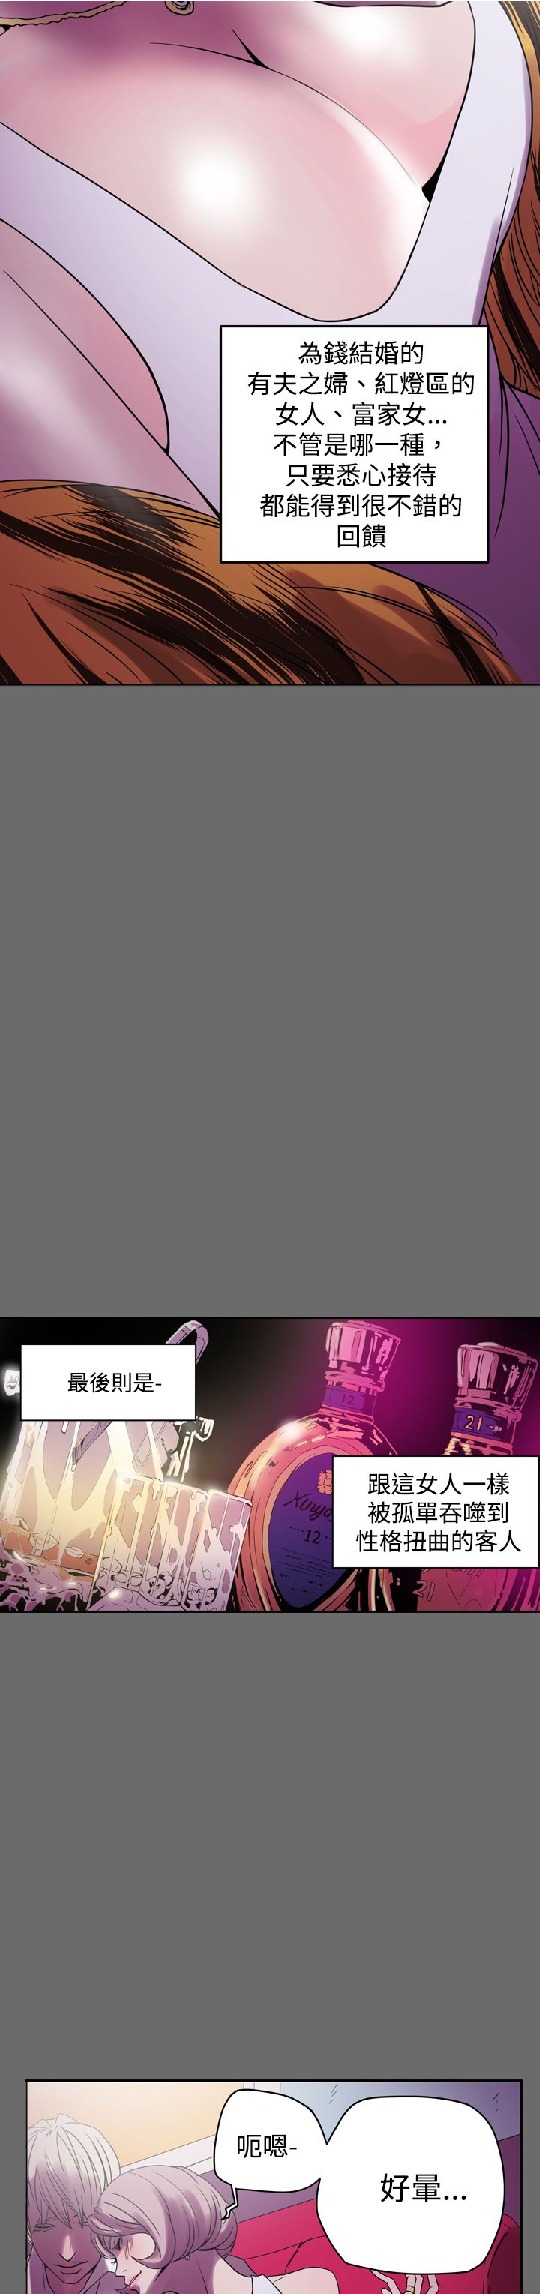 為錢結婚的
有夫之婦、紅燈區的
女人、富家女...
不管是哪一種，
只要悉心接待
都能得到很不錯的
回饋
最後則是-
12
21
12
21
跟這女人一樣
被孤單吞噬到
性格扭曲的客人
呃嗯-
好暈...